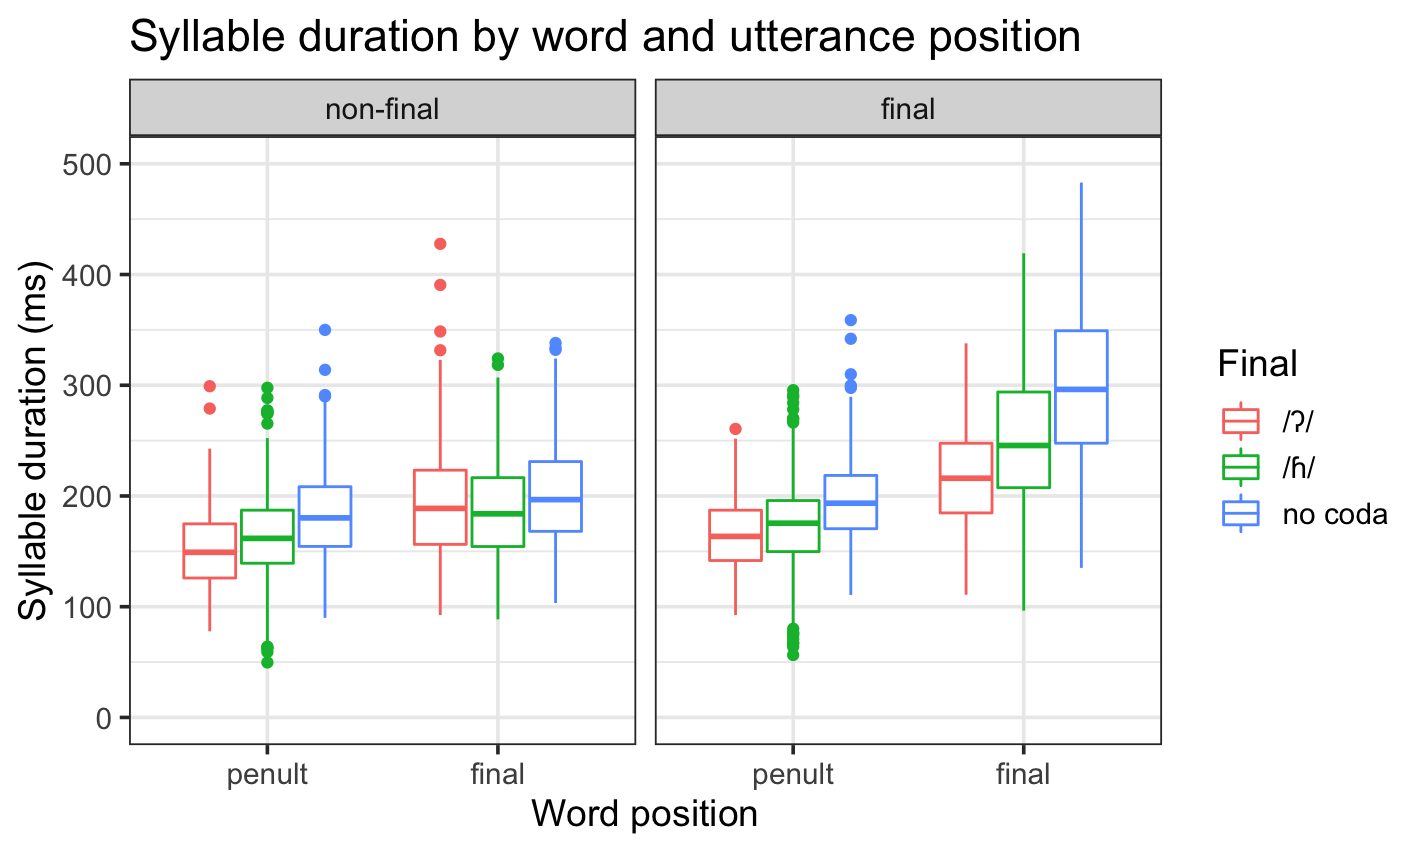 Syllable duration by word and utterance position
non-final
final
500
400
300
200
100
0
Syllable duration (ms)
penult
final
penult
final
Word position
Final
/ʔ/
/ɦ/
no coda